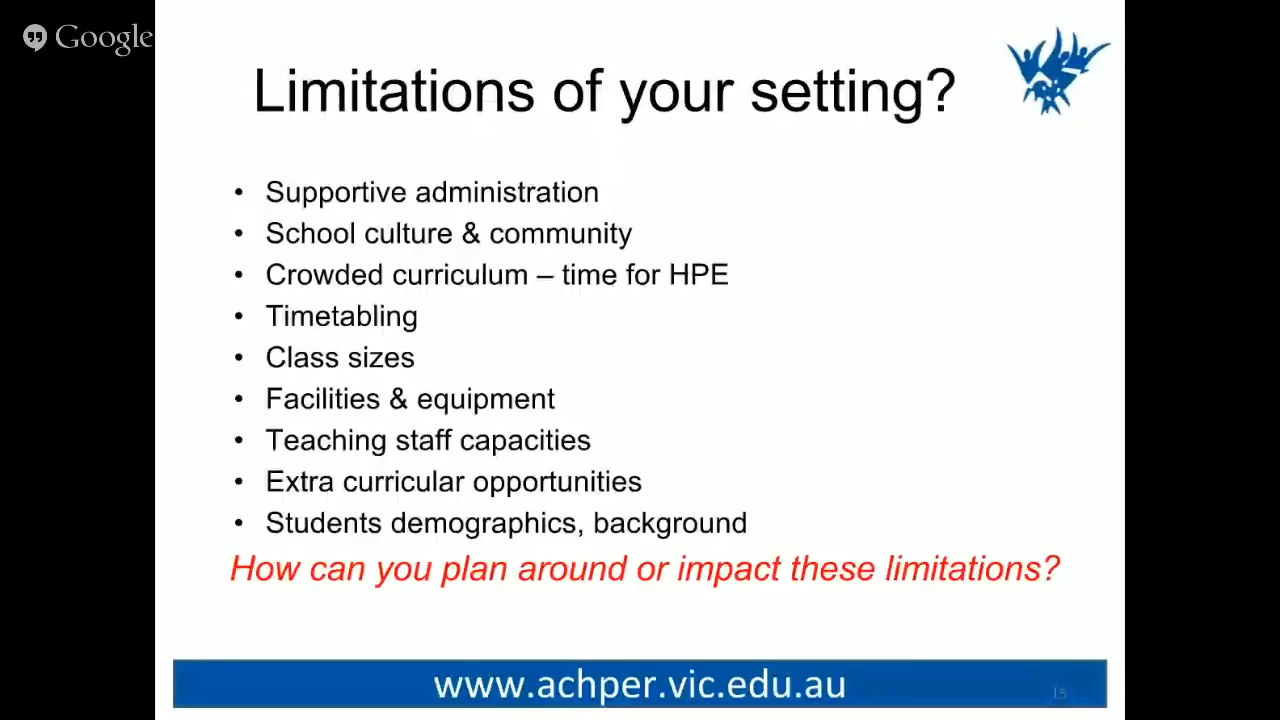 Google
Limitations of your setting?
• Supportive administration
• School culture & community
• Crowded curriculum – time for HPE
• Timetabling
• Class sizes
• Facilities & equipment
• Teaching staff capacities
• Extra curricular opportunities
• Students demographics, background
How can you plan around or impact these limitations?
www.achper.vic.edu.au
15